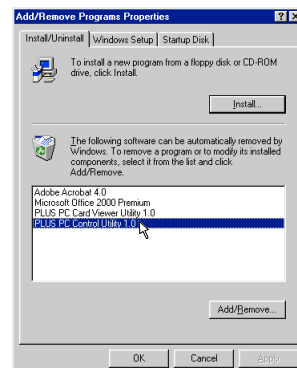 Add/Remove Programs Properties
Install/Uninstall Windows Setup Startup Disk
To install a new program from a floppy disk or CD-ROM
drive, click Install.
Install...
The following software can be automatically removed by
Windows. To remove a program or to modify its installed
components, select it from the list and click
Add/Remove.
Adobe Acrobat 4.0
Microsoft Office 2000 Premium
PLUS PC Card Viewer Utility 1.0
PLUS PC Control Utility 1.0
Add/Remove...
OK Cancel Apply